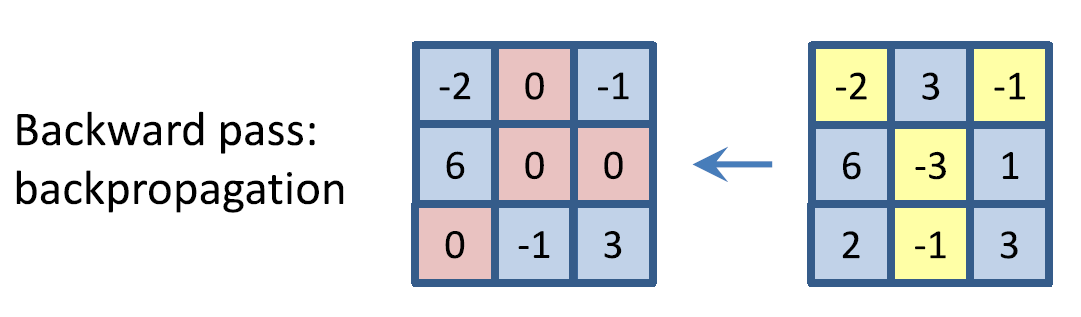 Backward pass:
backpropagation
-2 0 -1
6 0 0
0 -1 3
-2 3 -1
6 -3 1
2 -1 3